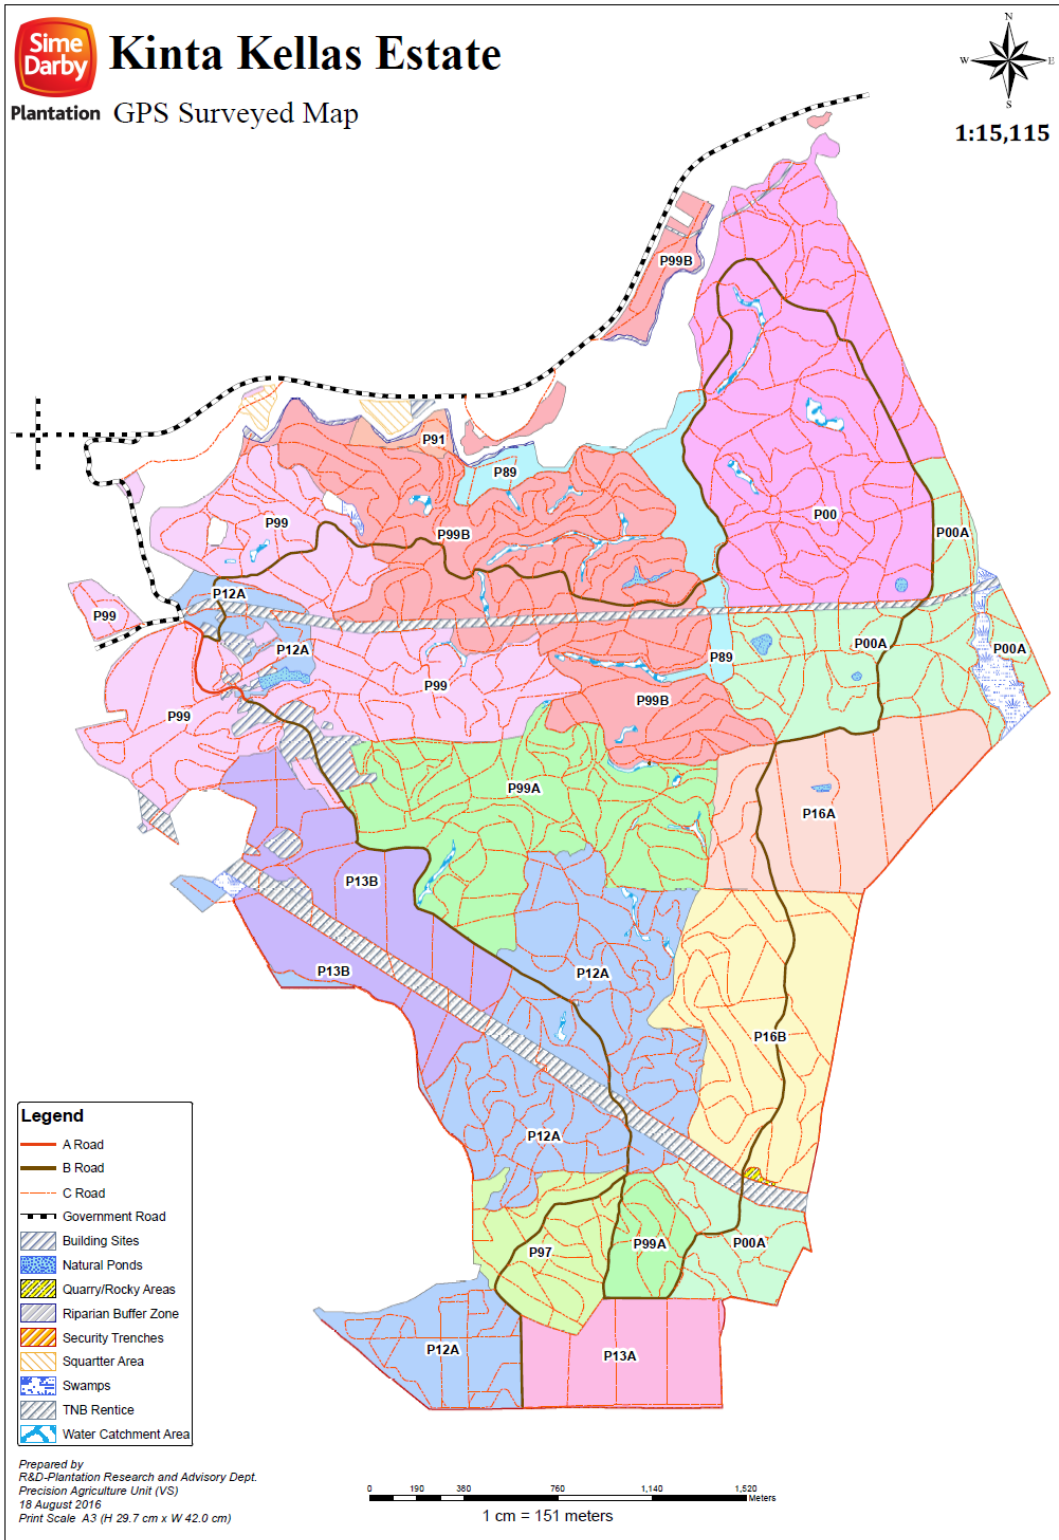 Sime
Darby
Plantation
Kinta Kellas Estate
GPS Surveyed Map
N
W
E
S
1:15,115
P99B
P91
P89
P99
P99B
P00
P00A
P12A
P99
P12A
P99
P89
P00A
P00A
P99
P99B
P99A
P16A
P13B
P13B
P12A
P16B
P12A
P97
P99A
P00A
P12A
P13A
Legend
A Road
B Road
C Road
Government Road
Building Sites
Natural Ponds
Quarry/Rocky Areas
Riparian Buffer Zone
Security Trenches
Squartter Area
Swamps
TNB Rentice
Water Catchment Area
Prepared by
R&D-Plantation Research and Advisory Dept.
Precision Agriculture Unit (VS)
18 August 2016
Print Scale A3 (H 29.7 cm x W 42.0 cm)
0 190 380 760 1,140 1,520
Meters
1 cm = 151 meters